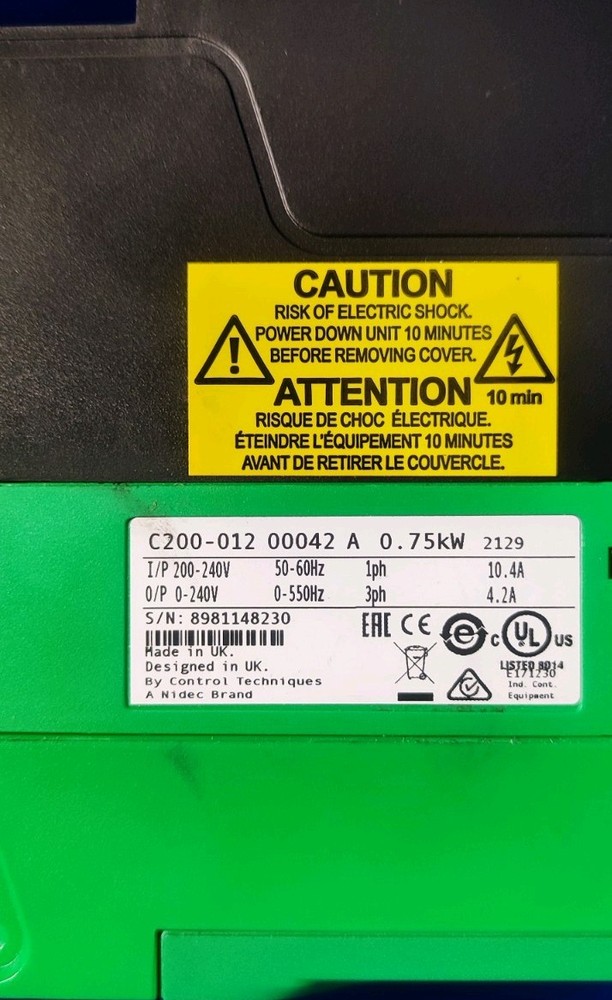 CAUTION
RISK OF ELECTRIC SHOCK.
POWER DOWN UNIT 10 MINUTES
BEFORE REMOVING COVER.
ATTENTION 10 min
RISQUE DE CHOC ÉLECTRIQUE.
ÉTEINDRE L'ÉQUIPEMENT 10 MINUTES
AVANT DE RETIRER LE COUVERCLE.
C200-012 00042 A 0.75kW 2129
I/P 200-240V 50-60Hz 1ph 10.4A
O/P 0-240V 0-550Hz 3ph 4.2A
S/N: 8981148230
EAC CE e C UL US
Made in UK.
Designed in UK.
By Control Techniques
A Nidec Brand
LISTED 8D14
E171230
Ind. Cont.
Equipment